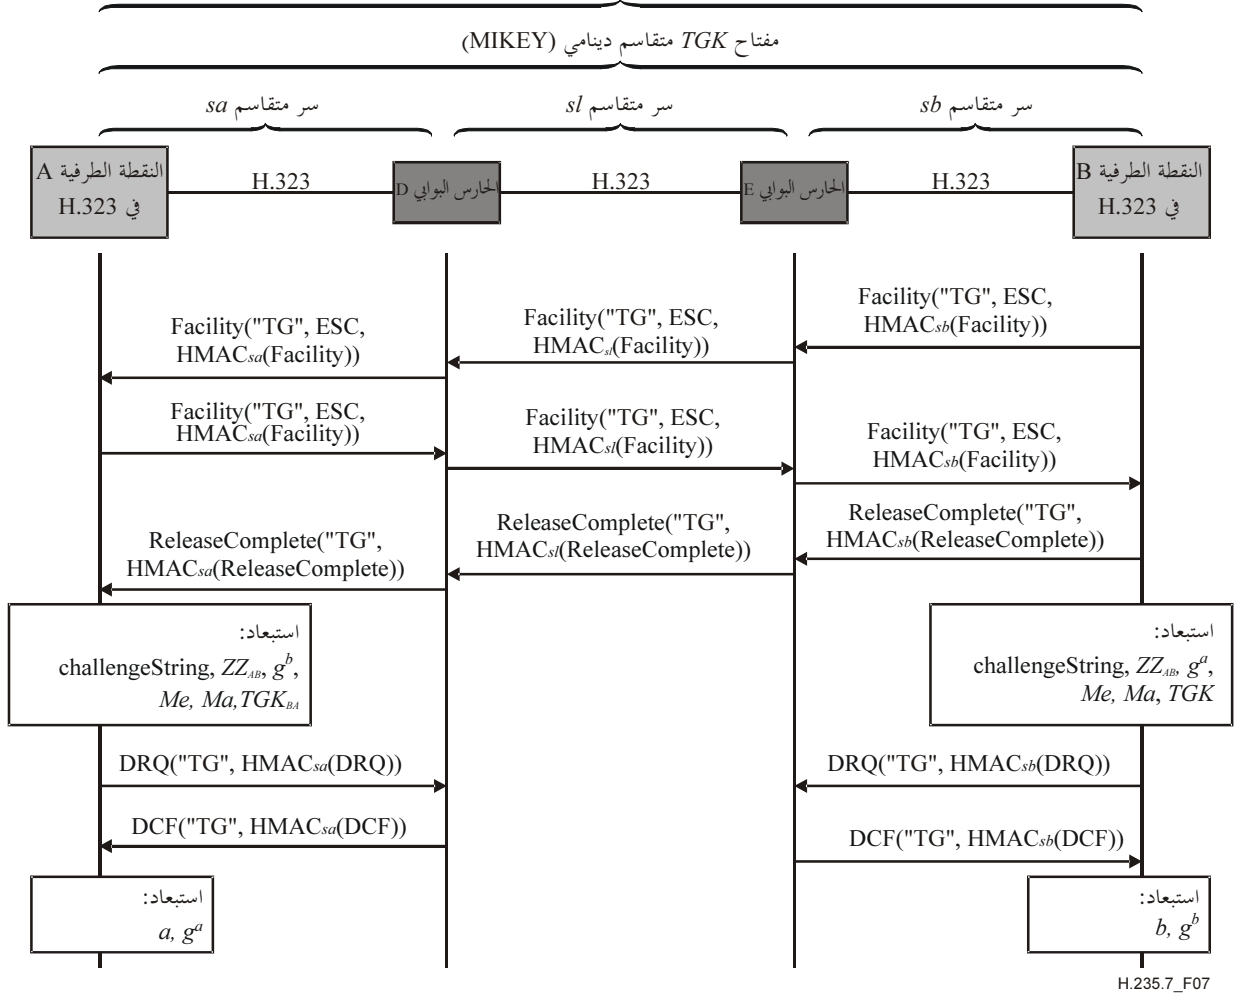 مفتاح TGK متقاسم دينامي (MIKEY)
سر متقاسم sa
سر متقاسم sl
سر متقاسم sb
النقطة الطرفية A
في H.323
H.323
الحارس البوابي D
H.323
الحارس البوابي E
H.323
النقطة الطرفية B
في H.323
Facility("TG", ESC,
HMACsb(Facility))
Facility("TG", ESC,
HMACsl(Facility))
Facility("TG", ESC,
HMACsa(Facility))
Facility("TG", ESC,
HMACsa(Facility))
Facility("TG", ESC,
HMACsl(Facility))
Facility("TG", ESC,
HMACsb(Facility))
ReleaseComplete("TG",
HMACsb(ReleaseComplete))
ReleaseComplete("TG",
HMACsl(ReleaseComplete))
ReleaseComplete("TG",
HMACsa(ReleaseComplete))
استبعاد:
challengeString, ZZAB, g^b,
Me, Ma,TGKBA
استبعاد:
challengeString, ZZAB, g^a,
Me, Ma, TGK
DRQ("TG", HMACsa(DRQ))
DRQ("TG", HMACsb(DRQ))
DCF("TG", HMACsa(DCF))
DCF("TG", HMACsb(DCF))
استبعاد:
a, g^a
استبعاد:
b, g^b
H.235.7_F07